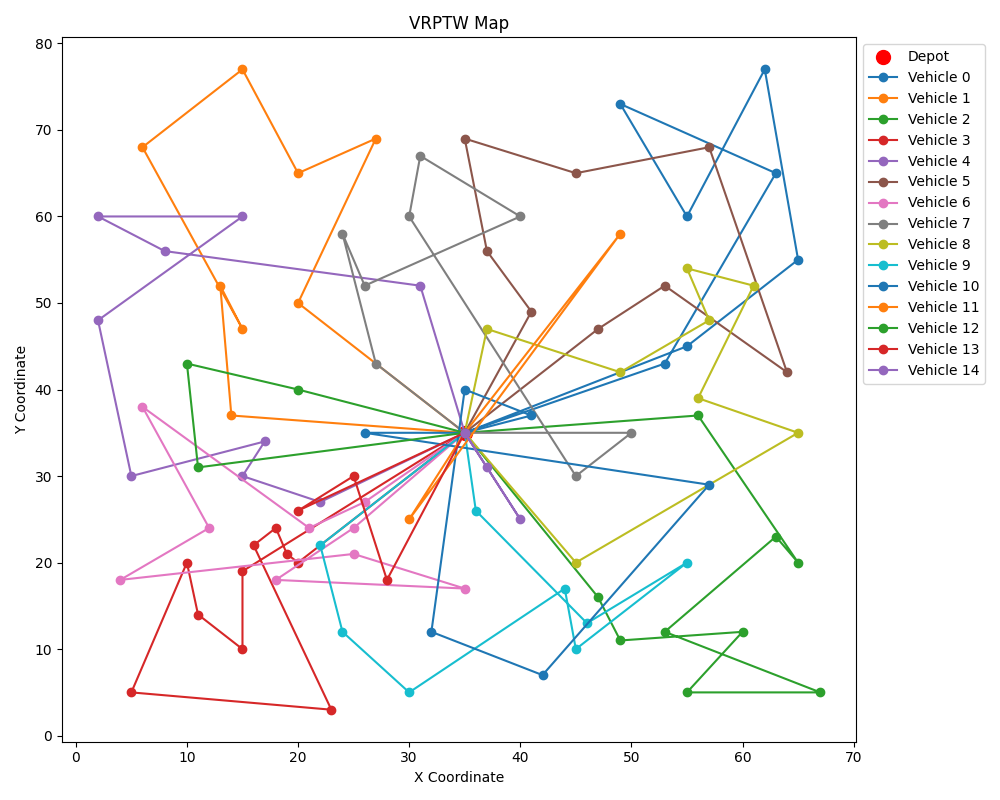 VRPTW Map
80
70
60
50
40
30
20
10
0
Y Coordinate
0 10 20 30 40 50 60 70
X Coordinate
Depot
Vehicle 0
Vehicle 1
Vehicle 2
Vehicle 3
Vehicle 4
Vehicle 5
Vehicle 6
Vehicle 7
Vehicle 8
Vehicle 9
Vehicle 10
Vehicle 11
Vehicle 12
Vehicle 13
Vehicle 14